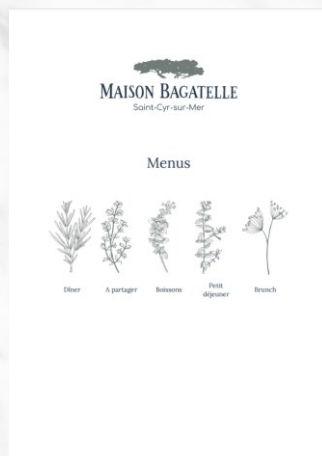 MAISON BAGATELLE
Saint-Cyr-sur-Mer
Menus
Dîner
A partager
Boissons
Petit
déjeuner
Brunch